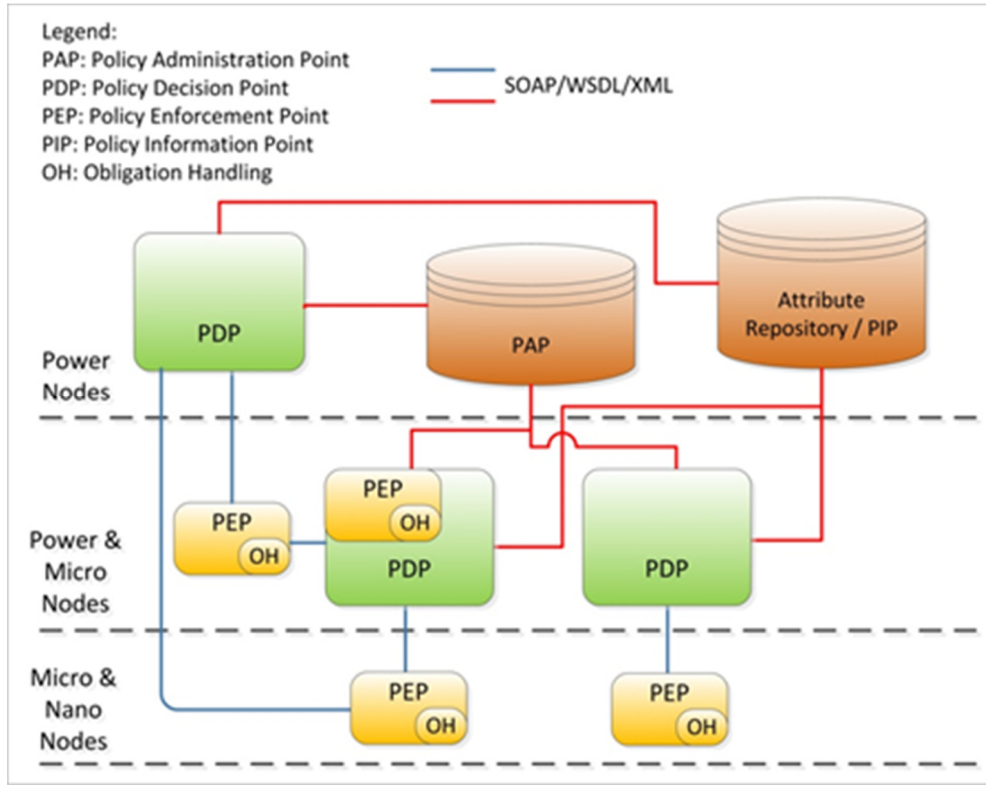 Legend:
PAP: Policy Administration Point
PDP: Policy Decision Point
PEP: Policy Enforcement Point
PIP: Policy Information Point
OH: Obligation Handling
SOAP/WSDL/XML
PDP
PAP
Attribute
Repository / PIP
Power
Nodes
PEP
OH
PEP
OH
PDP
PDP
Power &
Micro
Nodes
Micro &
Nano
Nodes
PEP
OH
PEP
OH